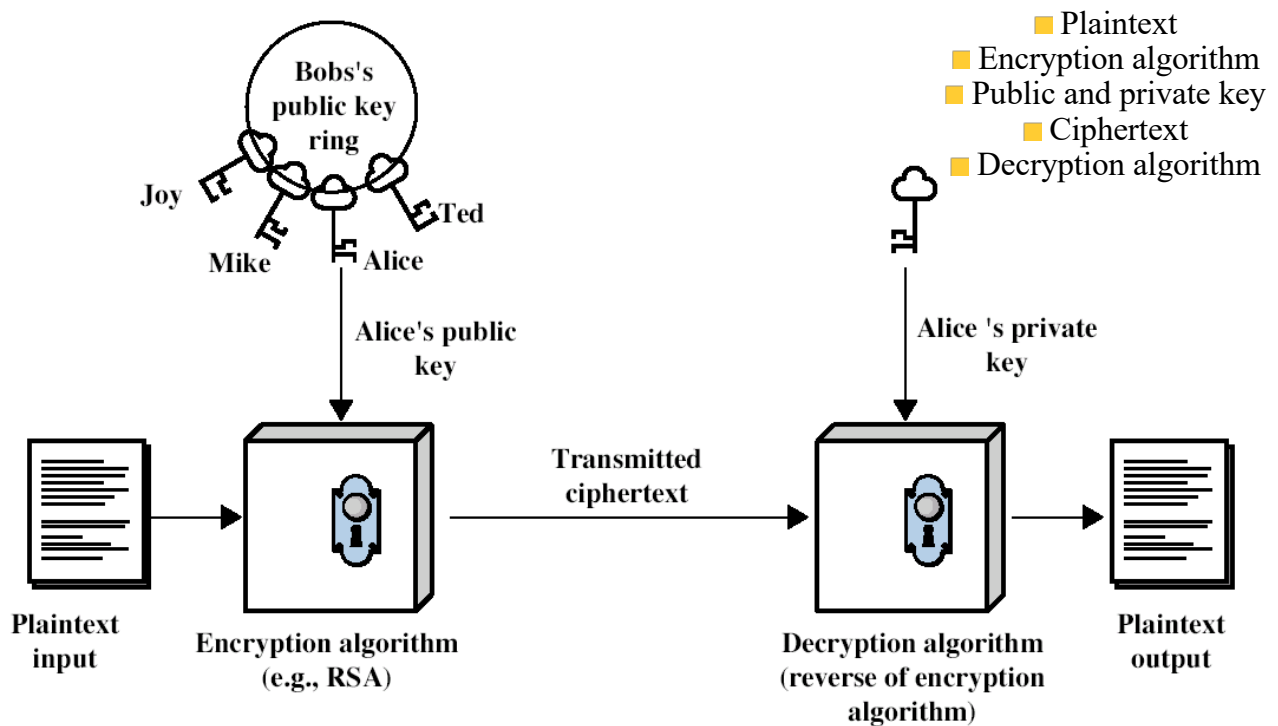 Bobs's
public key
ring
Joy
Mike
Alice
Ted
Plaintext
Encryption algorithm
Public and private key
Ciphertext
Decryption algorithm
Alice's public
key
Alice 's private
key
Transmitted
ciphertext
Plaintext
input
Encryption algorithm
(e.g., RSA)
Decryption algorithm
(reverse of encryption
algorithm)
Plaintext
output